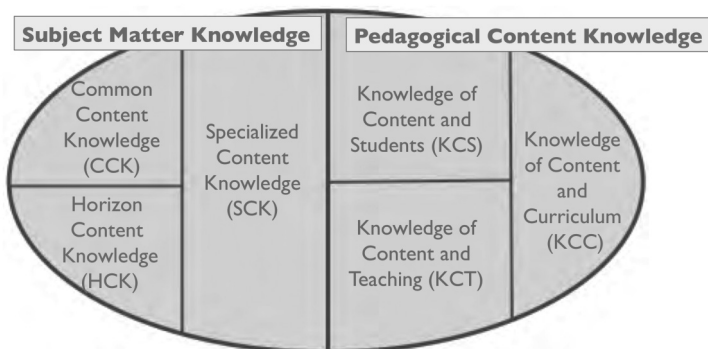 Subject Matter Knowledge
Pedagogical Content Knowledge
Common
Content
Knowledge
(CCK)
Horizon
Content
Knowledge
(HCK)
Specialized
Content
Knowledge
(SCK)
Knowledge of
Content and
Students (KCS)
Knowledge of
Content and
Teaching (KCT)
Knowledge
of Content
and
Curriculum
(KCC)